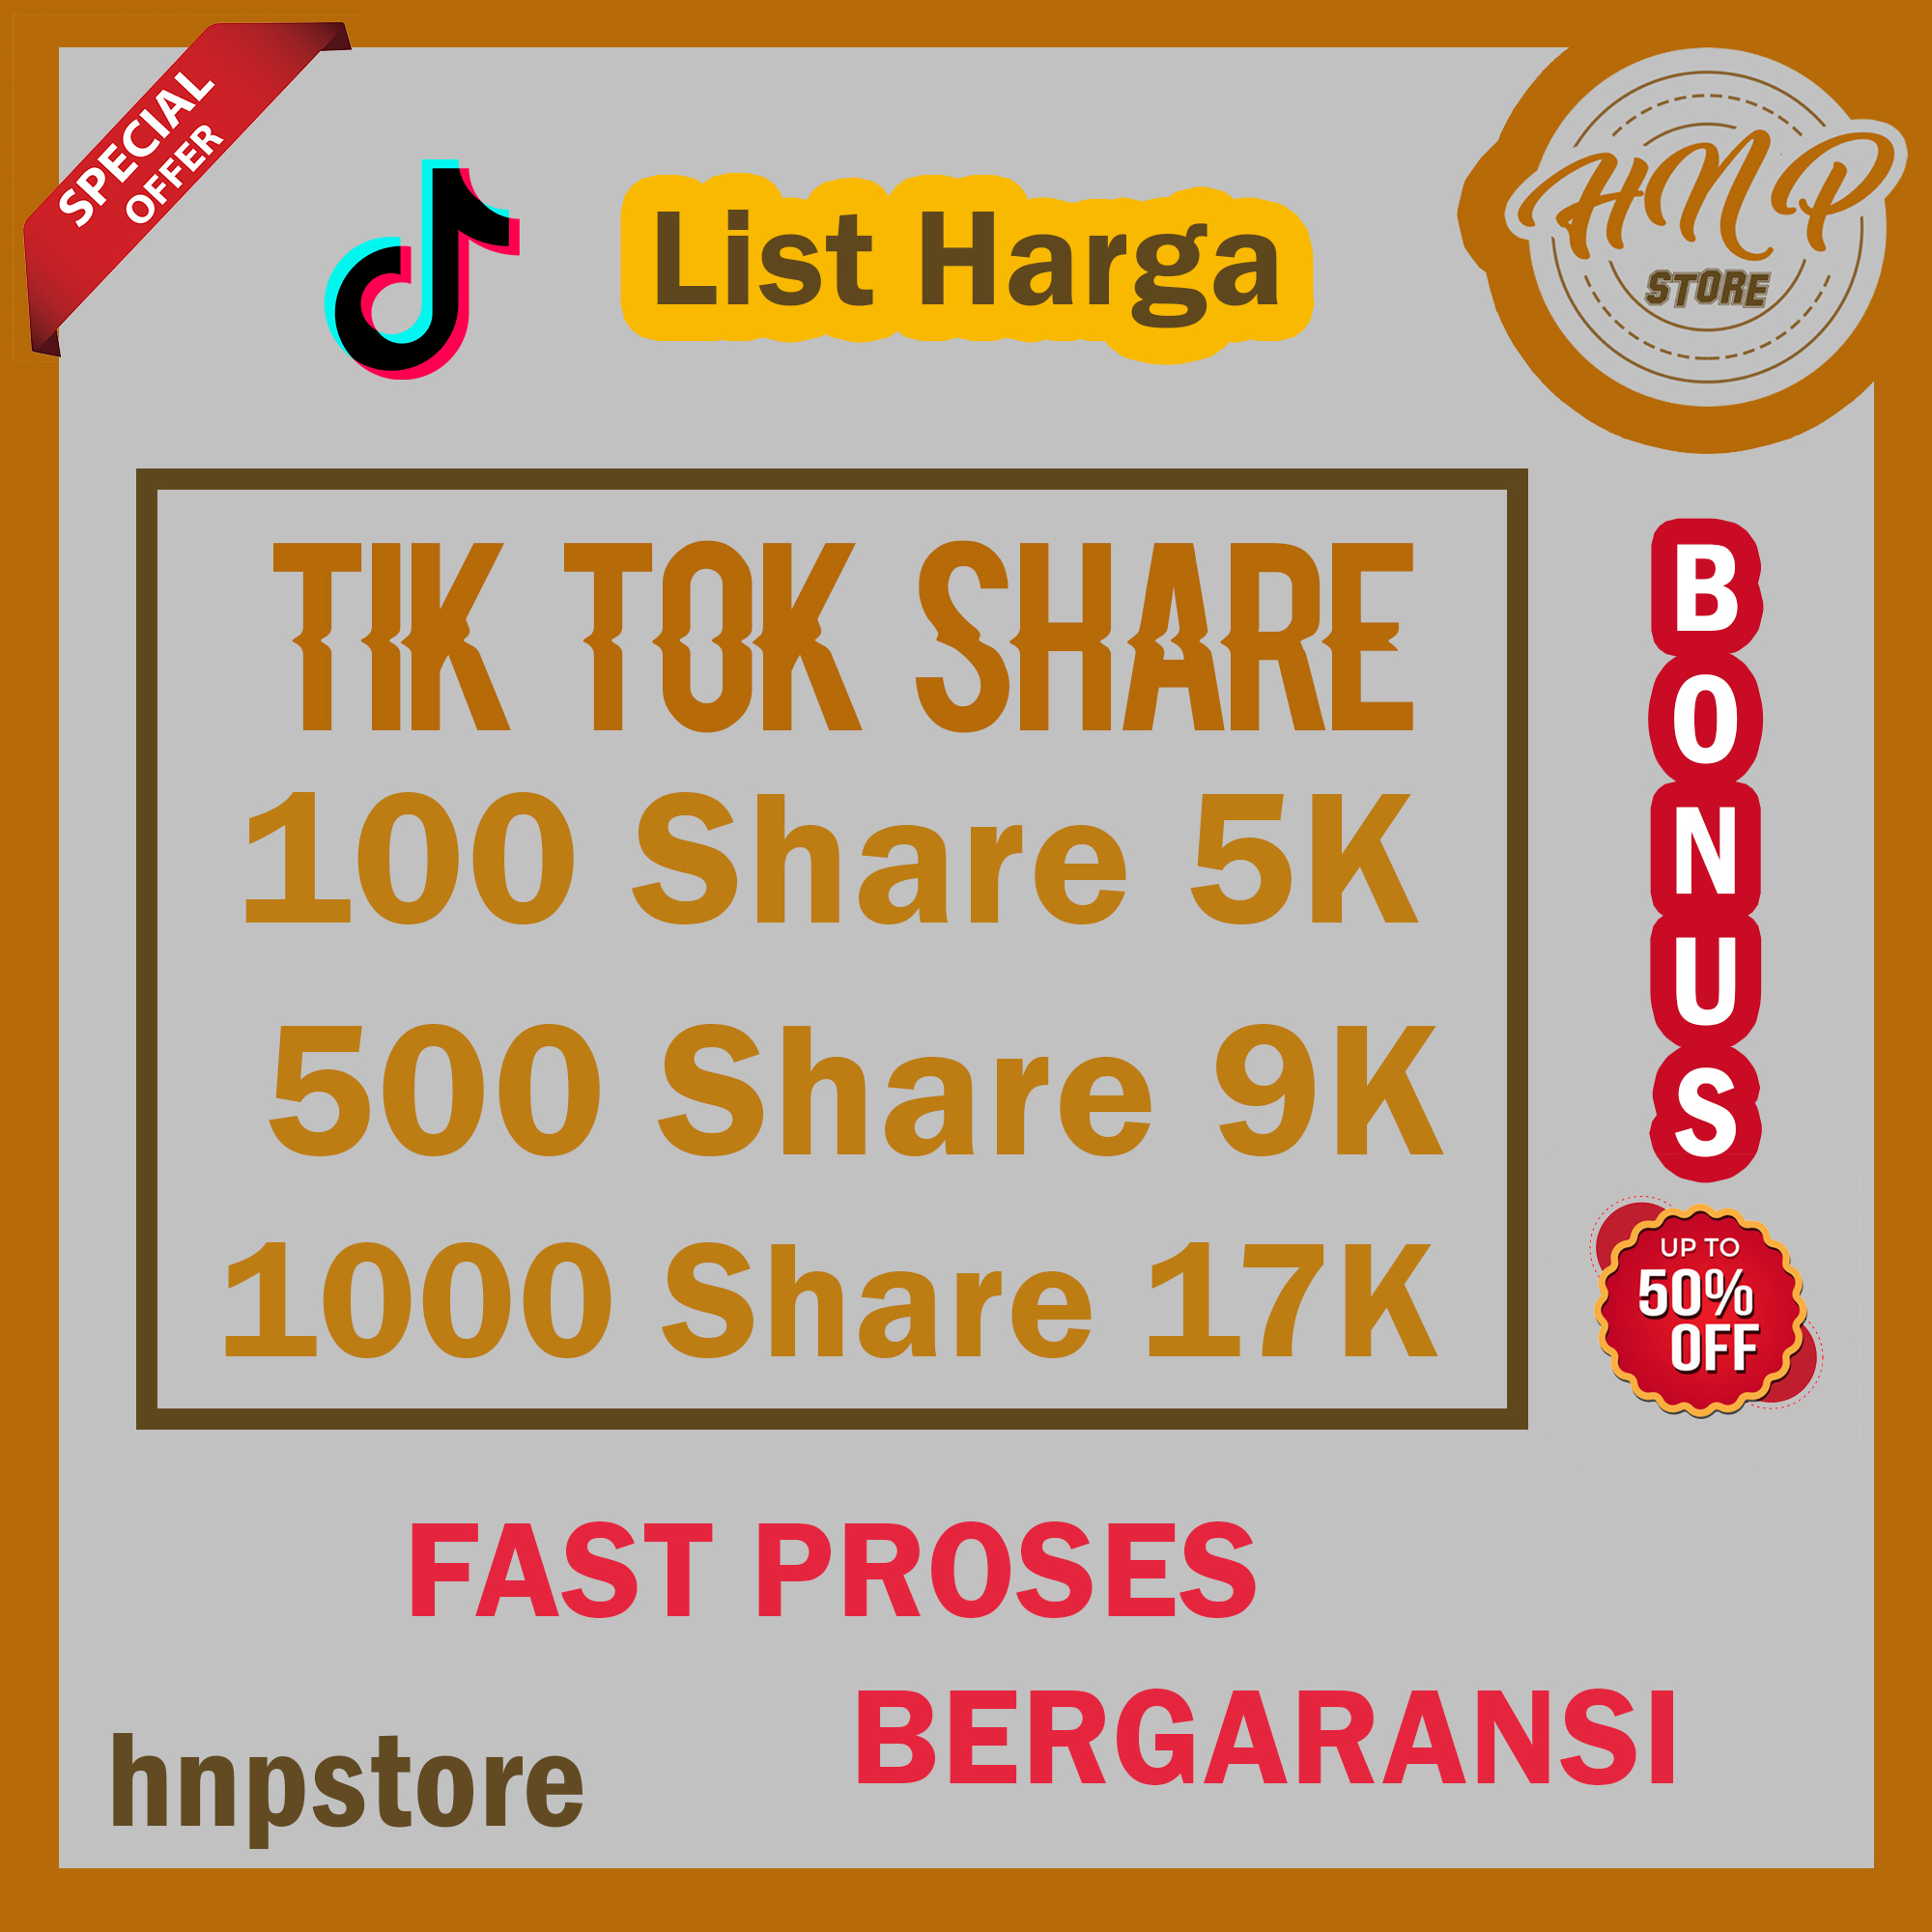 SPECIAL
OFFER
List Harga
HNP
STORE
TIK TOK SHARE
100 Share 5K
500 Share 9K
1000 Share 17K
BONUS
UP TO
50%
OFF
FAST PROSES
BERGARANSI
hnpstore